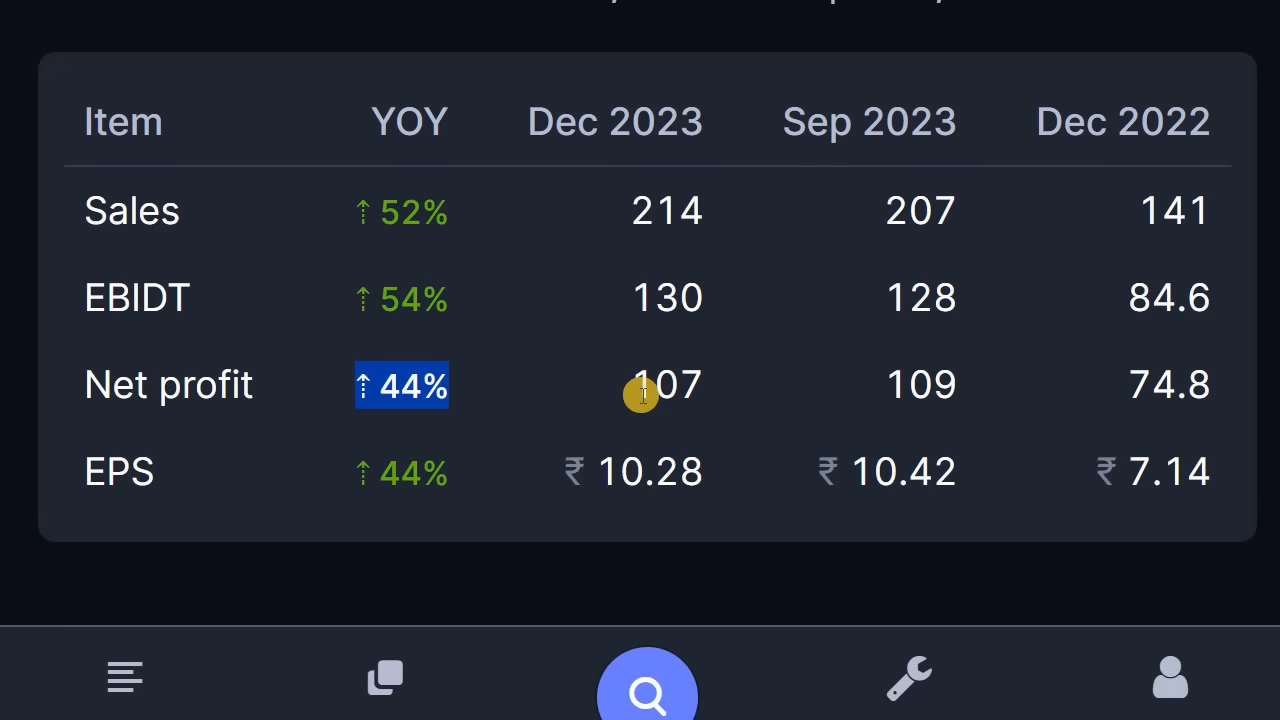 Item YOY Dec 2023 Sep 2023 Dec 2022
Sales ⇡ 52% 214 207 141
EBIDT ⇡ 54% 130 128 84.6
Net profit ⇡ 44% 107 109 74.8
EPS ⇡ 44% ₹ 10.28 ₹ 10.42 ₹ 7.14